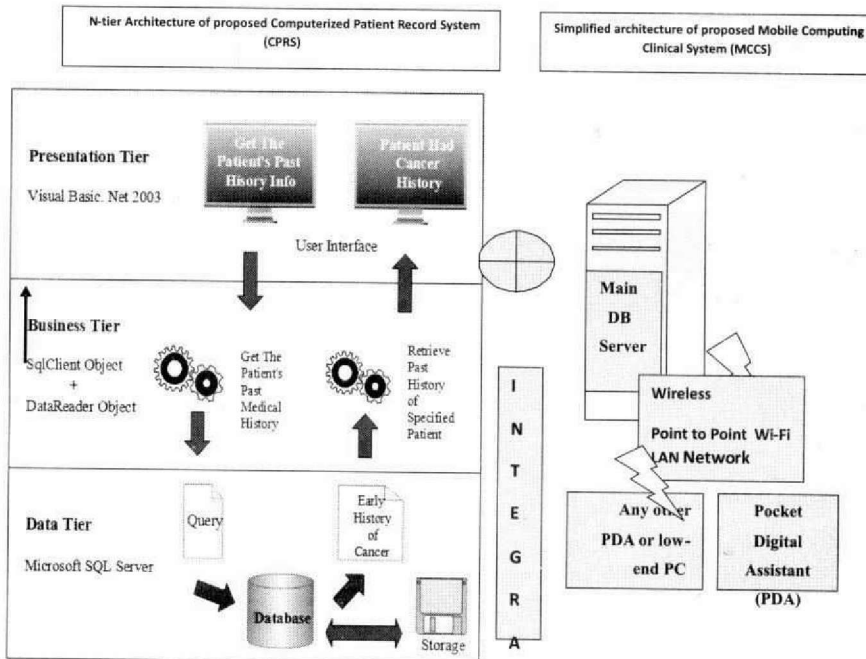 N-tier Architecture of proposed Computerized Patient Record System
(CPRS)
Simplified architecture of proposed Mobile Computing
Clinical System (MCCS)
Presentation Tier
Visual Basic. Net 2003
Get The
Patient's Past
Hisory Info
Patient Had
Cancer
History
User Interface
Business Tier
SqlClient Object
+
DataReader Object
Get The
Patient's
Past
Medical
History
Retrieve
Past
History
of
Specified
Patient
Data Tier
Microsoft SQL Server
Query
Early
History
of
Cancer
Database
Storage
I
N
T
E
G
R
A
Main
DB
Server
Wireless
Point to Point Wi-Fi
LAN Network
Any other
PDA or low-
end PC
Pocket
Digital
Assistant
(PDA)